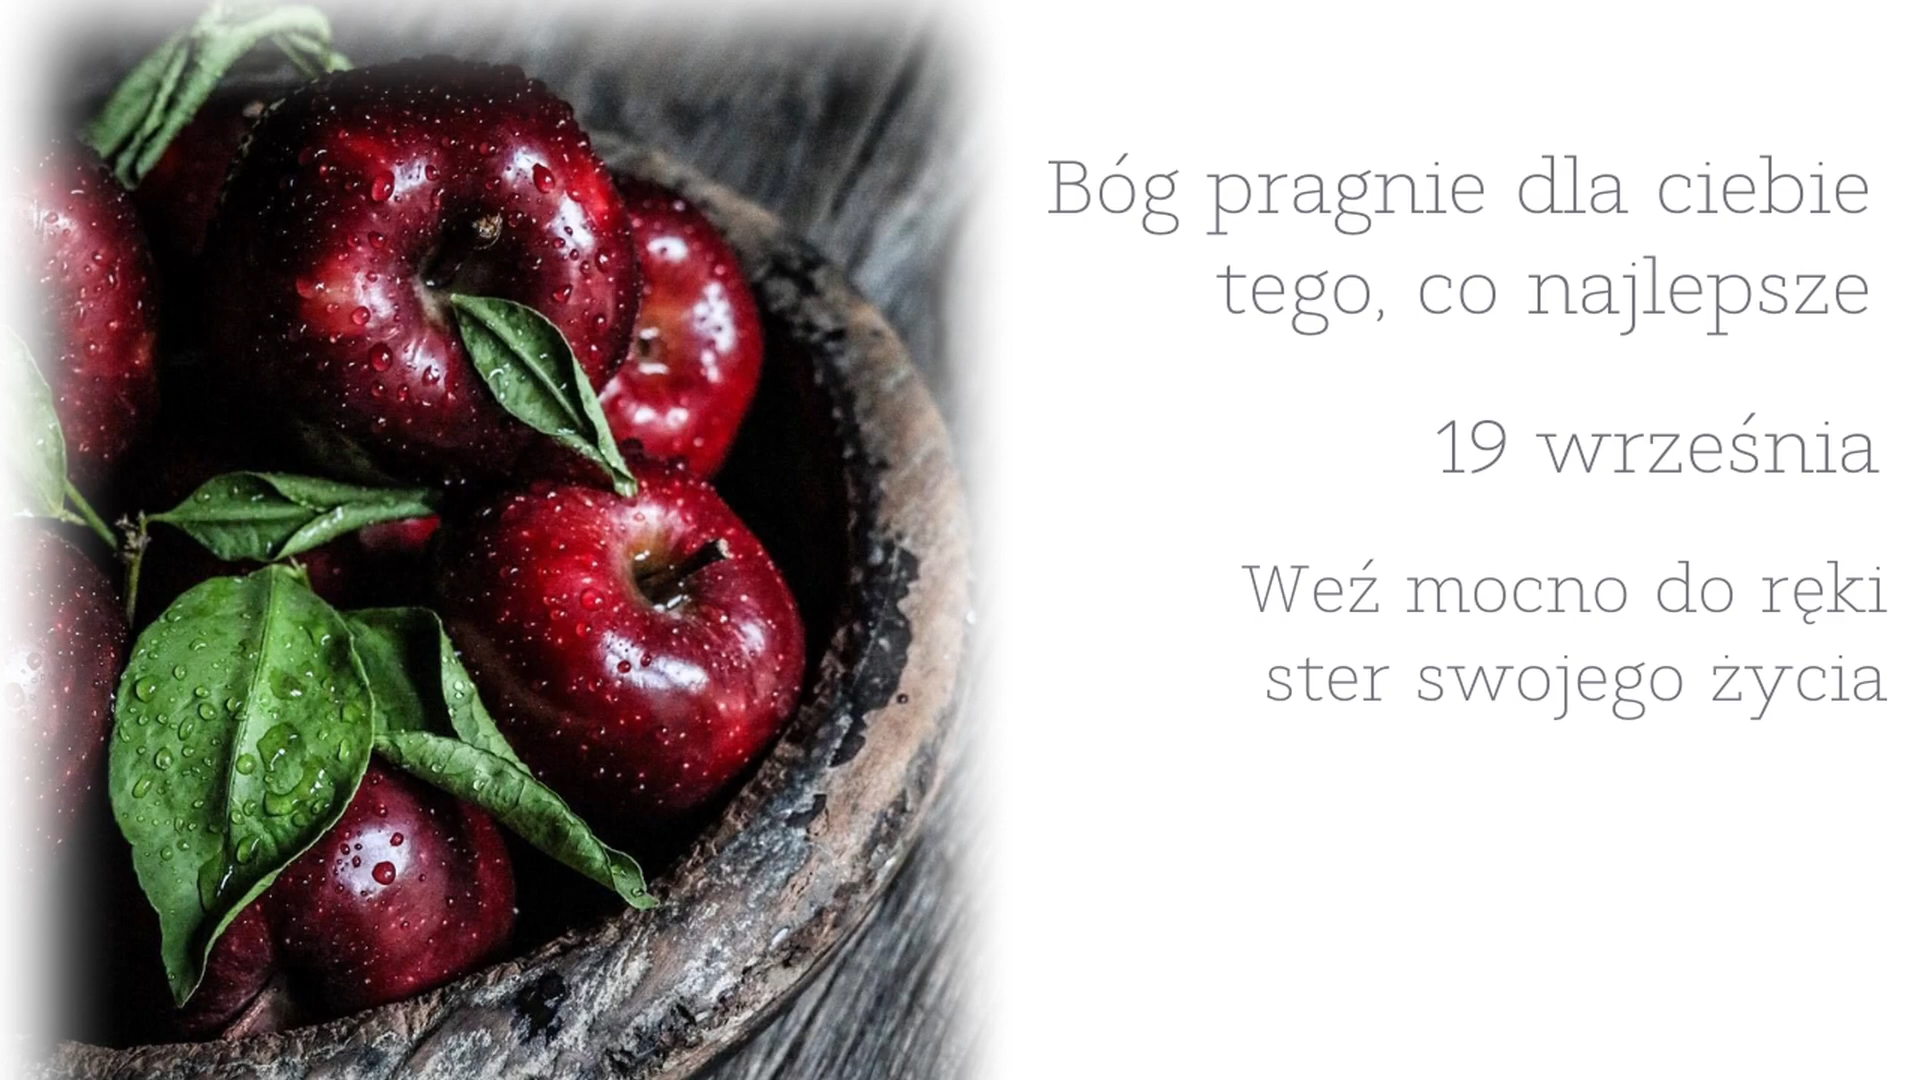 Bóg pragnie dla ciebie
tego, co najlepsze
19 września
Weź mocno do ręki
ster swojego życia